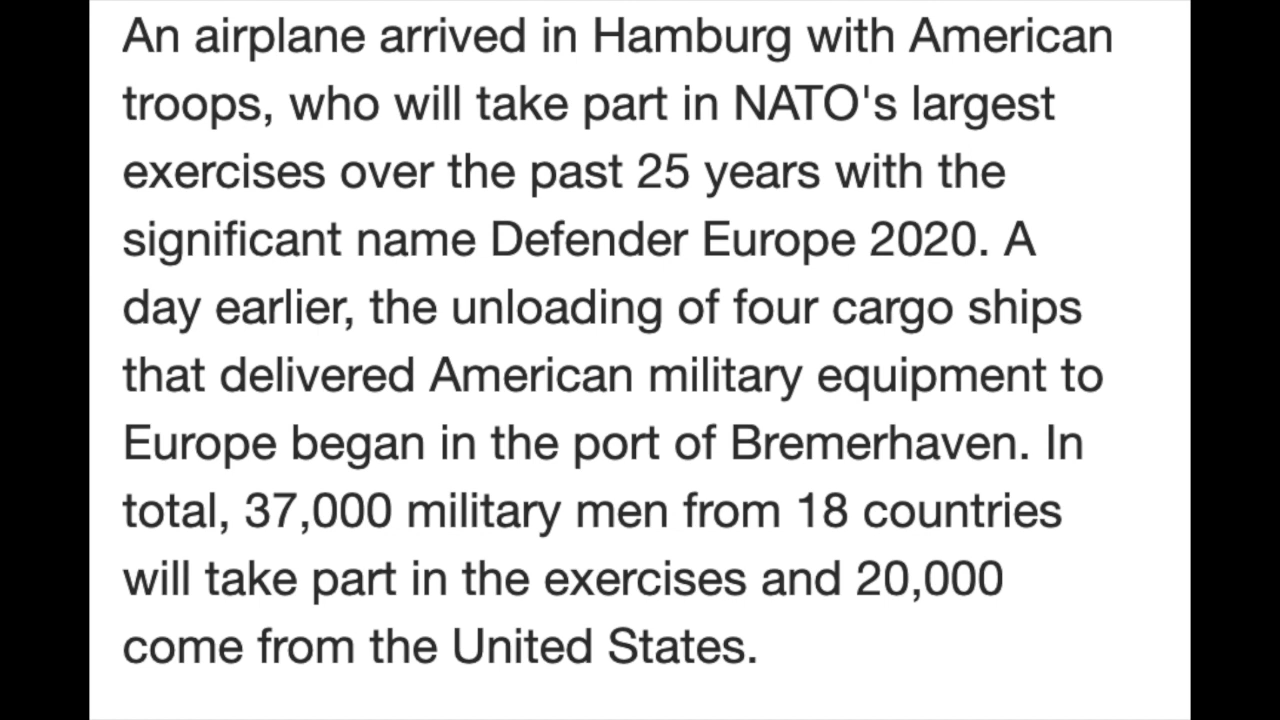 An airplane arrived in Hamburg with American
troops, who will take part in NATO's largest
exercises over the past 25 years with the
significant name Defender Europe 2020. A
day earlier, the unloading of four cargo ships
that delivered American military equipment to
Europe began in the port of Bremerhaven. In
total, 37,000 military men from 18 countries
will take part in the exercises and 20,000
come from the United States.